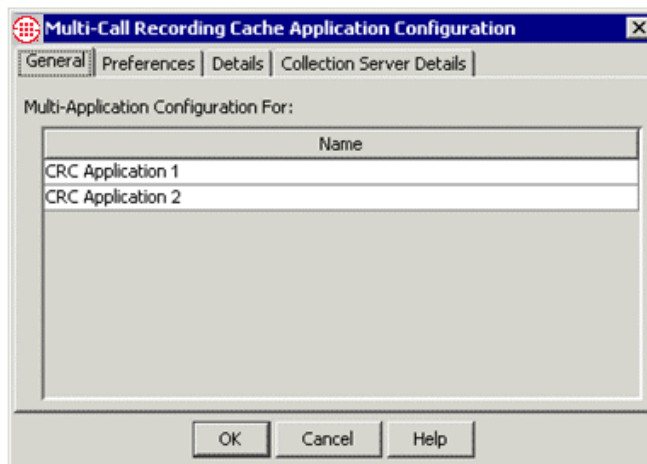 Multi-Call Recording Cache Application Configuration
General Preferences Details Collection Server Details
Multi-Application Configuration For:
Name
CRC Application 1
CRC Application 2
OK Cancel Help